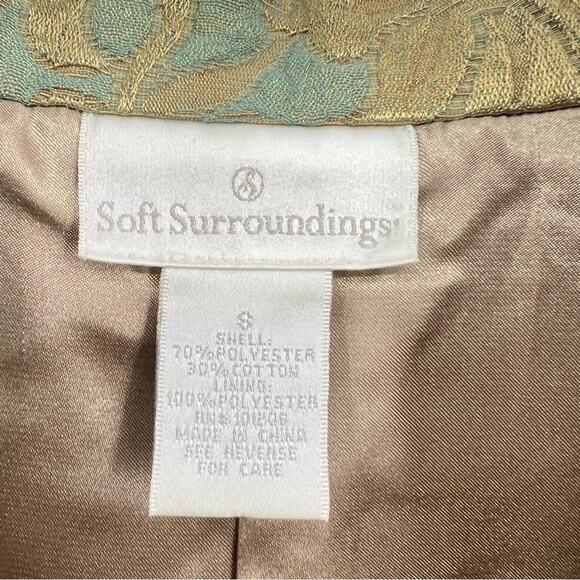 Soft Surroundings
S
SHELL:
70%POLYESTER
30%COTTON
LINING:
100%POLYESTER
MADE IN CHINA
SEE REVERSE
FOR CARE